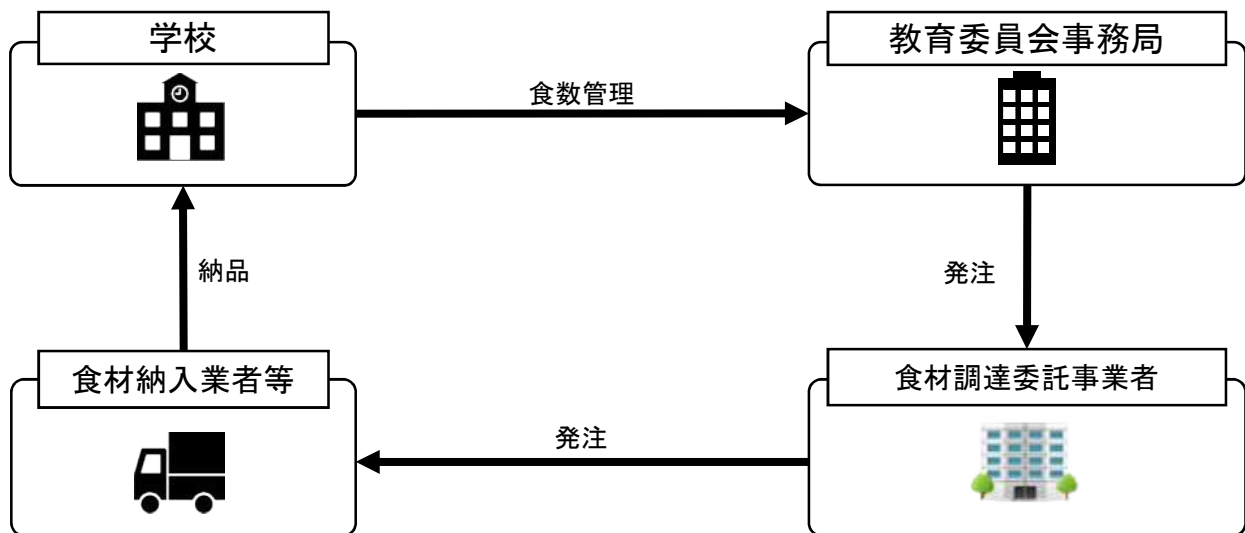 学校
教育委員会事務局
食数管理
納品
発注
食材納入業者等
食材調達委託事業者
発注